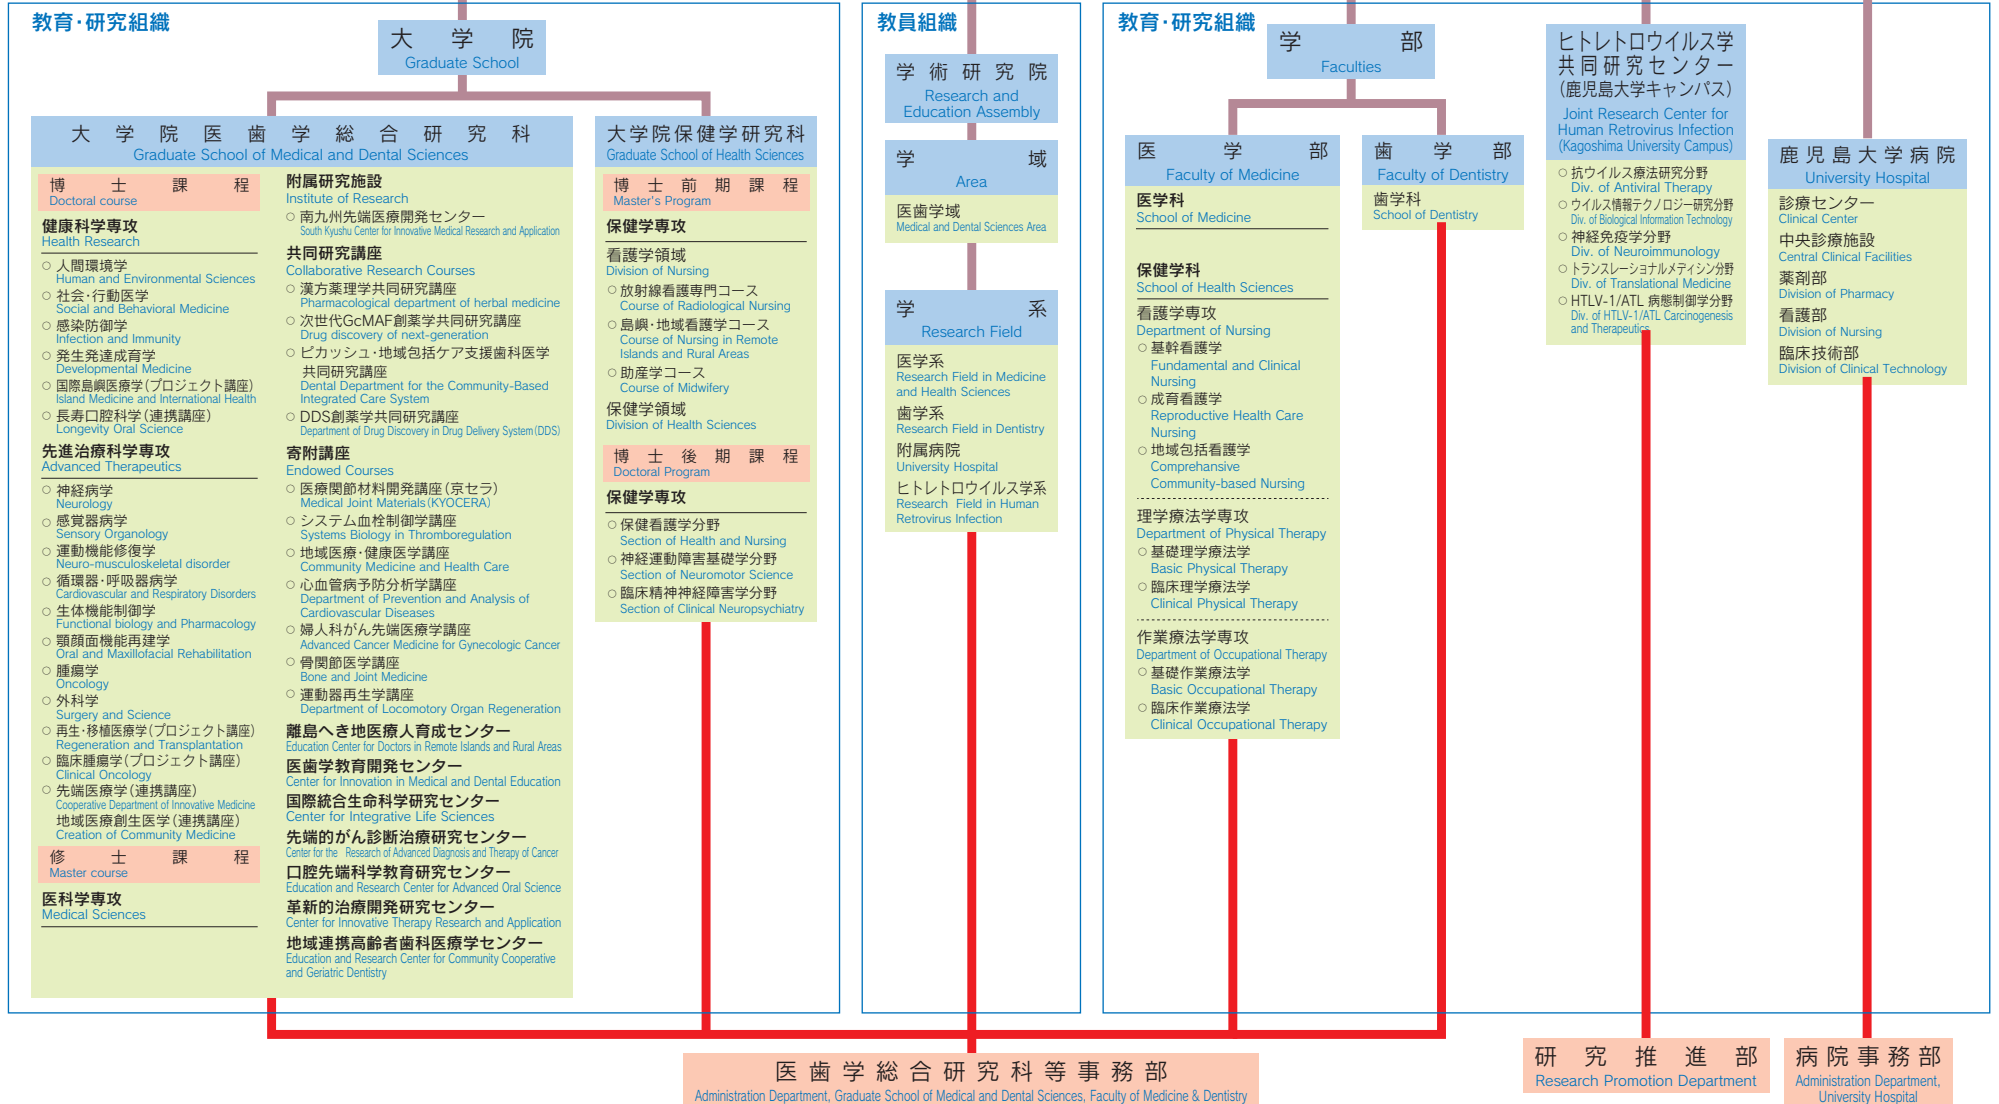 教育・研究組織
大学院
Graduate School
大学院医歯学総合研究科
Graduate School of Medical and Dental Sciences
博士課程
Doctoral course
健康科学専攻
Health Research
○ 人間環境学
Human and Environmental Sciences
○ 社会・行動医学
Social and Behavioral Medicine
○ 感染防御学
Infection and Immunity
○ 発生発達成育学
Developmental Medicine
○ 国際島嶼医療学(プロジェクト講座)
Island Medicine and International Health
○ 長寿口腔科学(連携講座)
Longevity Oral Science
先進治療科学専攻
Advanced Therapeutics
○ 神経病学
Neurology
○ 感覚器病学
Sensory Organology
○ 運動機能修復学
Neuro-musculoskeletal disorder
○ 循環器・呼吸器病学
Cardiovascular and Respiratory Disorders
○ 生体機能制御学
Functional biology and Pharmacology
○ 顎顔面機能再建学
Oral and Maxillofacial Rehabilitation
○ 腫瘍学
Oncology
○ 外科学
Surgery and Science
○ 再生・移植医療学(プロジェクト講座)
Regeneration and Transplantation
○ 臨床腫瘍学(プロジェクト講座)
Clinical Oncology
○ 先端医療学(連携講座)
Cooperative Department of Innovative Medicine
地域医療創生医学(連携講座)
Creation of Community Medicine
修士課程
Master course
医科学専攻
Medical Sciences
附属研究施設
Institute of Research
○ 南九州先端医療開発センター
South Kyushu Center for Innovative Medical Research and Application
共同研究講座
Collaborative Research Courses
○ 漢方薬理学共同研究講座
Pharmacological department of herbal medicine
○ 次世代GcMAF創薬学共同研究講座
Drug discovery of next-generation
○ ピカッシュ・地域包括ケア支援歯科医学
共同研究講座
Dental Department for the Community-Based
Integrated Care System
○ DDS創薬学共同研究講座
Department of Drug Discovery in Drug Delivery System(DDS)
寄附講座
Endowed Courses
○ 医療関節材料開発講座(京セラ)
Medical Joint Materials(KYOCERA)
○ システム血栓制御学講座
Systems Biology in Thromboregulation
○ 地域医療・健康医学講座
Community Medicine and Health Care
○ 心血管病予防分析学講座
Department of Prevention and Analysis of
Cardiovascular Diseases
○ 婦人科がん先端医療学講座
Advanced Cancer Medicine for Gynecologic Cancer
○ 骨関節医学講座
Bone and Joint Medicine
○ 運動器再生学講座
Department of Locomotory Organ Regeneration
離島へき地医療人育成センター
Education Center for Doctors in Remote Islands and Rural Areas
医歯学教育開発センター
Center for Innovation in Medical and Dental Education
国際統合生命科学研究センター
Center for Integrative Life Sciences
先端的がん診断治療研究センター
Center for the Research of Advanced Diagnosis and Therapy of Cancer
口腔先端科学教育研究センター
Education and Research Center for Advanced Oral Science
革新的治療開発研究センター
Center for Innovative Therapy Research and Application
地域連携高齢者歯科医療学センター
Education and Research Center for Community Cooperative
and Geriatric Dentistry
大学院保健学研究科
Graduate School of Health Sciences
博士前期課程
Master's Program
保健学専攻
看護学領域
Division of Nursing
○ 放射線看護専門コース
Course of Radiological Nursing
○ 島嶼・地域看護学コース
Course of Nursing in Remote
Islands and Rural Areas
○ 助産学コース
Course of Midwifery
保健学領域
Division of Health Sciences
博士後期課程
Doctoral Program
保健学専攻
○ 保健看護学分野
Section of Health and Nursing
○ 神経運動障害基礎学分野
Section of Neuromotor Science
○ 臨床精神神経障害学分野
Section of Clinical Neuropsychiatry
教員組織
学術研究院
Research and
Education Assembly
学域
Area
医歯学域
Medical and Dental Sciences Area
学系
Research Field
医学系
Research Field in Medicine
and Health Sciences
歯学系
Research Field in Dentistry
附属病院
University Hospital
ヒトレトロウイルス学系
Research Field in Human
Retrovirus Infection
教育・研究組織
学部
Faculties
医学部
Faculty of Medicine
医学科
School of Medicine
保健学科
School of Health Sciences
看護学専攻
Department of Nursing
○ 基幹看護学
Fundamental and Clinical
Nursing
○ 成育看護学
Reproductive Health Care
Nursing
○ 地域包括看護学
Comprehansive
Community-based Nursing
理学療法学専攻
Department of Physical Therapy
○ 基礎理学療法学
Basic Physical Therapy
○ 臨床理学療法学
Clinical Physical Therapy
作業療法学専攻
Department of Occupational Therapy
○ 基礎作業療法学
Basic Occupational Therapy
○ 臨床作業療法学
Clinical Occupational Therapy
歯学部
Faculty of Dentistry
歯学科
School of Dentistry
ヒトレトロウイルス学
共同研究センター
(鹿児島大学キャンパス)
Joint Research Center for
Human Retrovirus Infection
(Kagoshima University Campus)
○ 抗ウイルス療法研究分野
Div. of Antiviral Therapy
○ ウイルス情報テクノロジー研究分野
Div. of Biological Information Technology
○ 神経免疫学分野
Div. of Neuroimmunology
○ トランスレーショナルメディシン分野
Div. of Translational Medicine
○ HTLV-1/ATL 病態制御学分野
Div. of HTLV-1/ATL Carcinogenesis
and Therapeutics
鹿児島大学病院
University Hospital
診療センター
Clinical Center
中央診療施設
Central Clinical Facilities
薬剤部
Division of Pharmacy
看護部
Division of Nursing
臨床技術部
Division of Clinical Technology
医歯学総合研究科等事務部
Administration Department, Graduate School of Medical and Dental Sciences, Faculty of Medicine & Dentistry
研究推進部
Research Promotion Department
病院事務部
Administration Department,
University Hospital